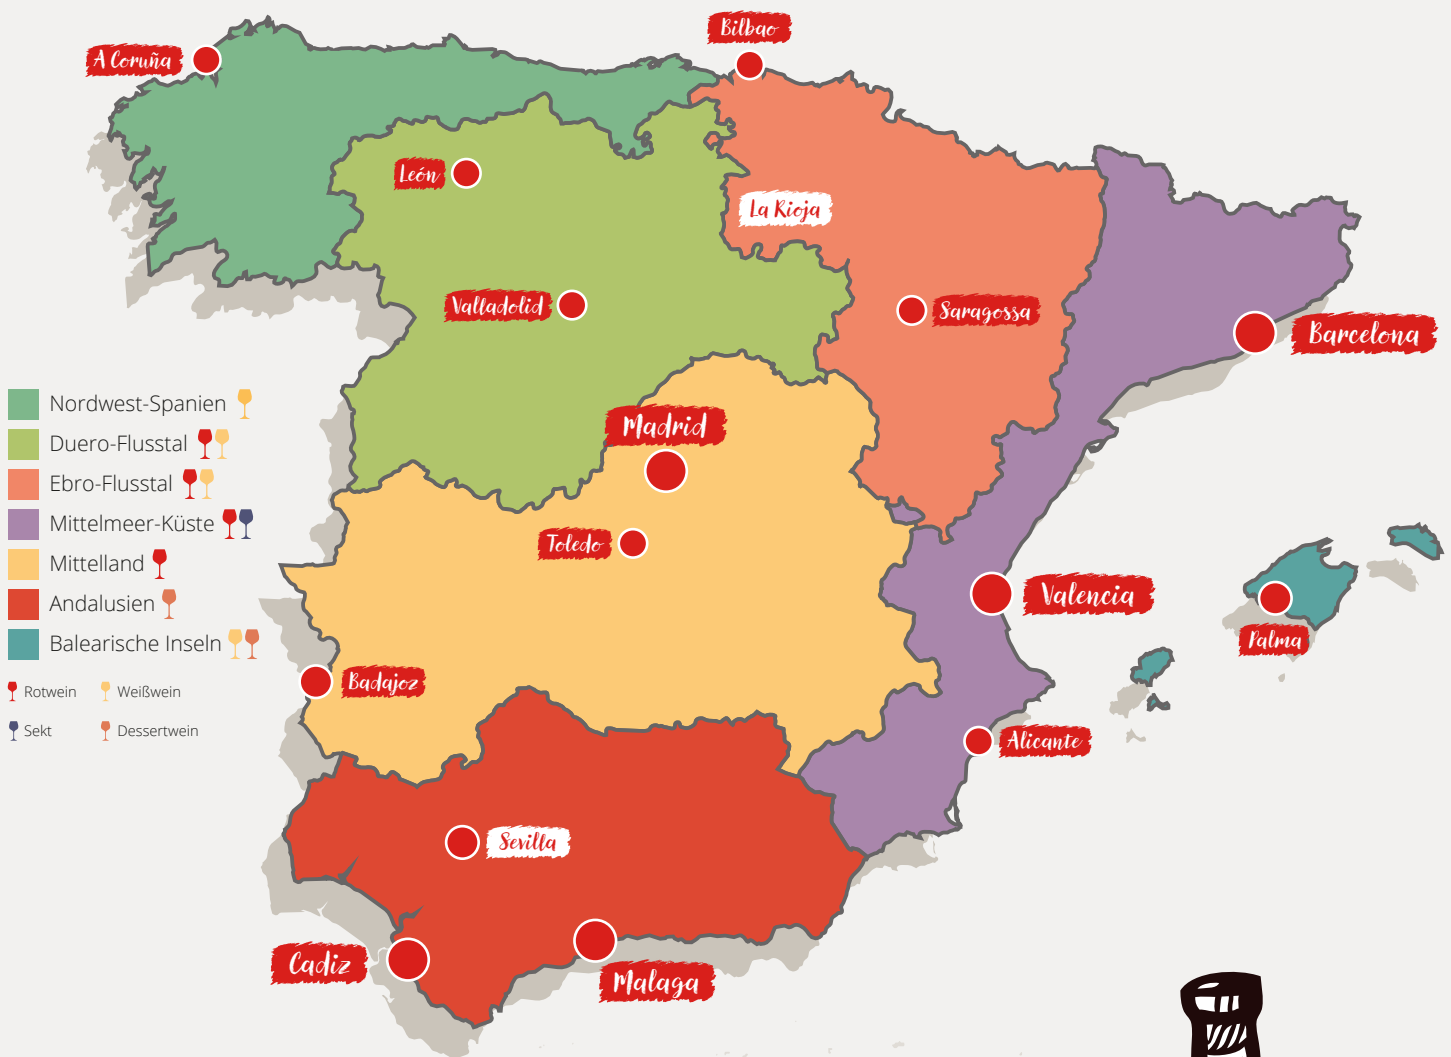 Bilbao
A Coruña
León
La Rioja
Valladolid
Saragossa
Barcelona
Madrid
Toledo
Valencia
Palma
Badajoz
Alicante
Sevilla
Cadiz
Malaga
Nordwest-Spanien
Duero-Flusstal
Ebro-Flusstal
Mittelmeer-Küste
Mittelland
Andalusien
Balearische Inseln
Rotwein
Weißwein
Sekt
Dessertwein